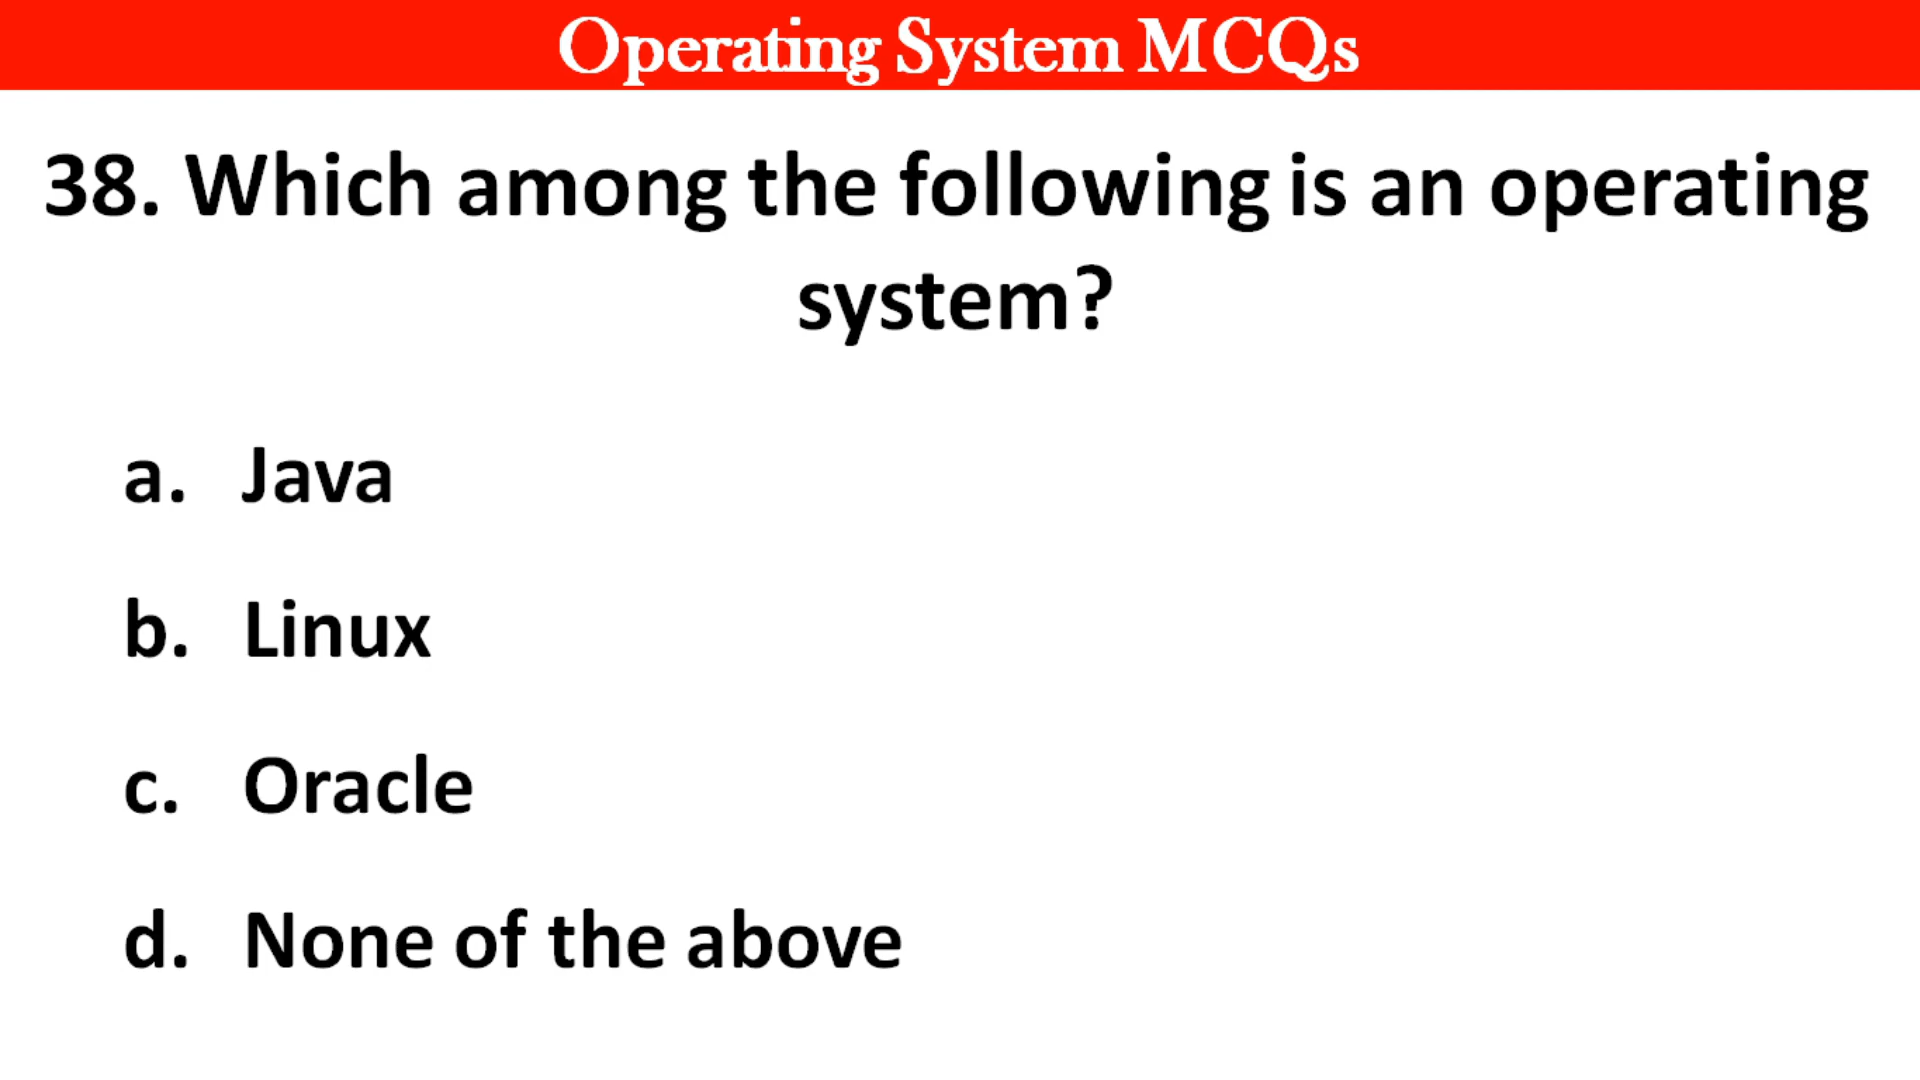 Operating System MCQs
38. Which among the following is an operating
system?
a. Java
b. Linux
c. Oracle
d. None of the above